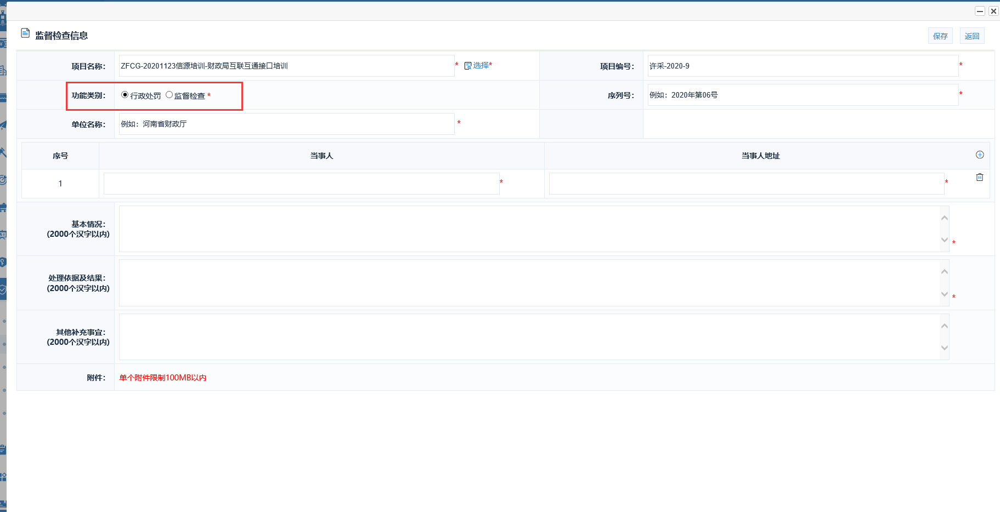 监督检查信息
保存 返回
项目名称： ZFCG-20201123信源培训-财政局互联互通接口培训 * 选择* 项目编号： 许采-2020-9 *
功能类别： 行政处罚 监督检查 * 序列号： 例如：2020年第06号 *
单位名称： 例如：河南省财政厅 *
序号 当事人 当事人地址
1 * *
基本情况：
(2000个汉字以内) *
处理依据及结果：
(2000个汉字以内) *
其他补充事宜：
(2000个汉字以内)
附件： 单个附件限制100MB以内